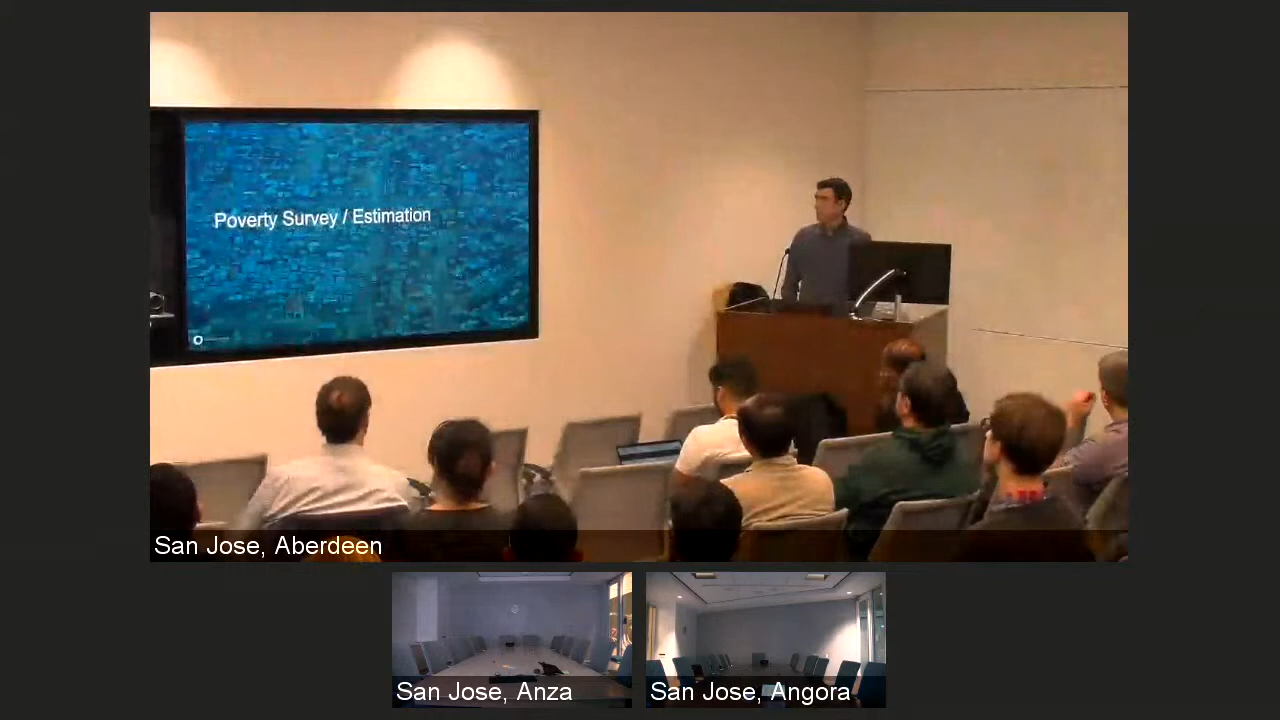 Poverty Survey / Estimation
San Jose, Aberdeen
San Jose, Anza
San Jose, Angora